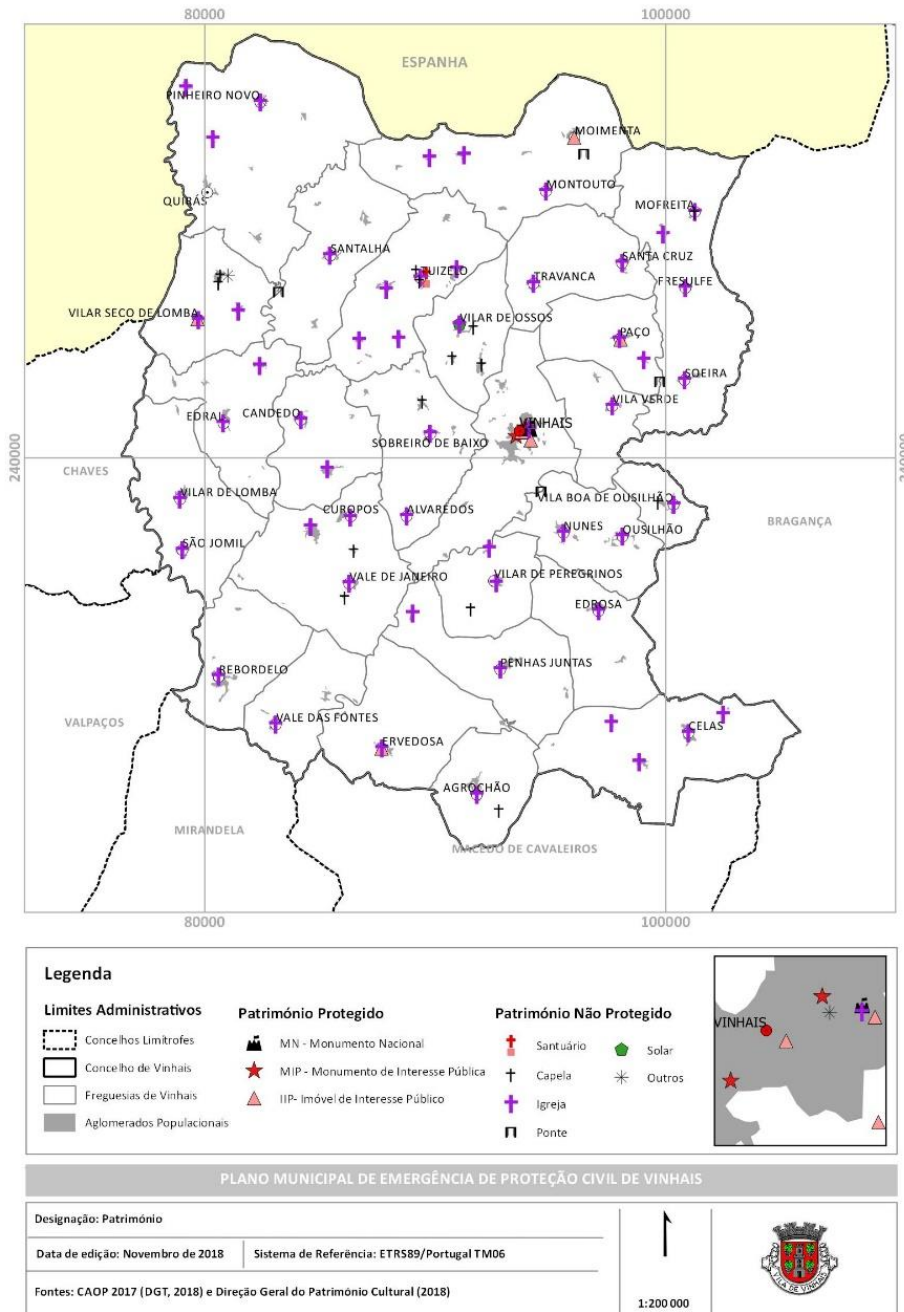 80000 100000
ESPANHA
PINHEIRO NOVO
MOIMENTA
MONTOUTO
QUIRÁS
MOFREITA
SANTALHA
SANTA CRUZ
TUIZELO
TRAVANCA
FRESULFE
VILAR SECO DE LOMBA
VILAR DE OSSOS
PAÇO
SOEIRA
VILA VERDE
EDRAL
CANDEDO
VINHAIS
SOBREIRO DE BAIXO
240000 240000
CHAVES
VILAR DE LOMBA
VILA BOA DE OUSILHÃO
CUROPOS
ALVAREDOS
BRAGANÇA
NUNES
OUSILHÃO
SÃO JOMIL
VALE DE JANEIRO
VILAR DE PEREGRINOS
EDROSA
REBORDELO
PENHAS JUNTAS
VALPAÇOS
VALE DAS FONTES
CELAS
ERVEDOSA
AGROCHÃO
MIRANDELA
MACEDO DE CAVALEIROS
80000 100000
Legenda
Limites Administrativos
Concelhos Limítrofes
Concelho de Vinhais
Freguesias de Vinhais
Aglomerados Populacionais
Património Protegido
MN - Monumento Nacional
MIP - Monumento de Interesse Pública
IIP- Imóvel de Interesse Público
Património Não Protegido
Santuário
Capela
Igreja
Ponte
Solar
Outros
VINHAIS
PLANO MUNICIPAL DE EMERGÊNCIA DE PROTEÇÃO CIVIL DE VINHAIS
Designação: Património
Data de edição: Novembro de 2018
Sistema de Referência: ETRS89/Portugal TM06
Fontes: CAOP 2017 (DGT, 2018) e Direção Geral do Património Cultural (2018)
1:200 000
VILA DE VINHAIS